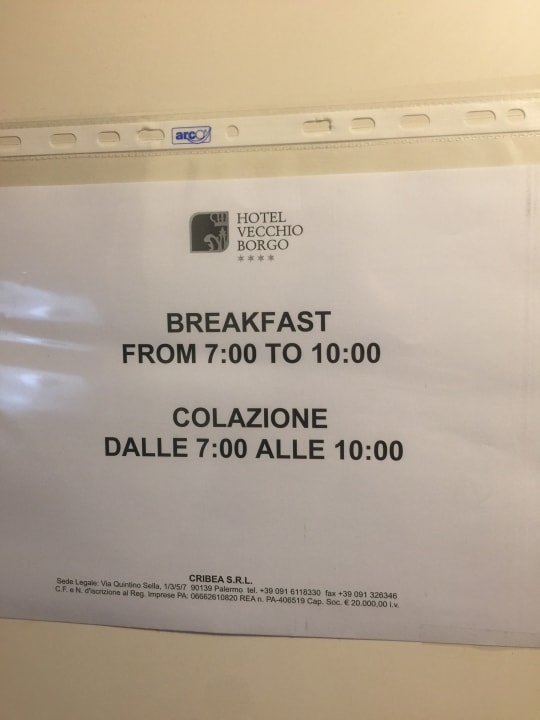 arco
HOTEL
VECCHIO
BORGO
****
BREAKFAST
FROM 7:00 TO 10:00
COLAZIONE
DALLE 7:00 ALLE 10:00
CRIBEA S.R.L.
Sede Legale: Via Quintino Sella, 1/3/5/7 90139 Palermo tel. +39 091 6118330 fax +39 091 326346
C.F. e N. d'iscrizione al Reg. Imprese PA: 06662610820 REA n. PA-406519 Cap. Soc. € 20.000,00 i.v.